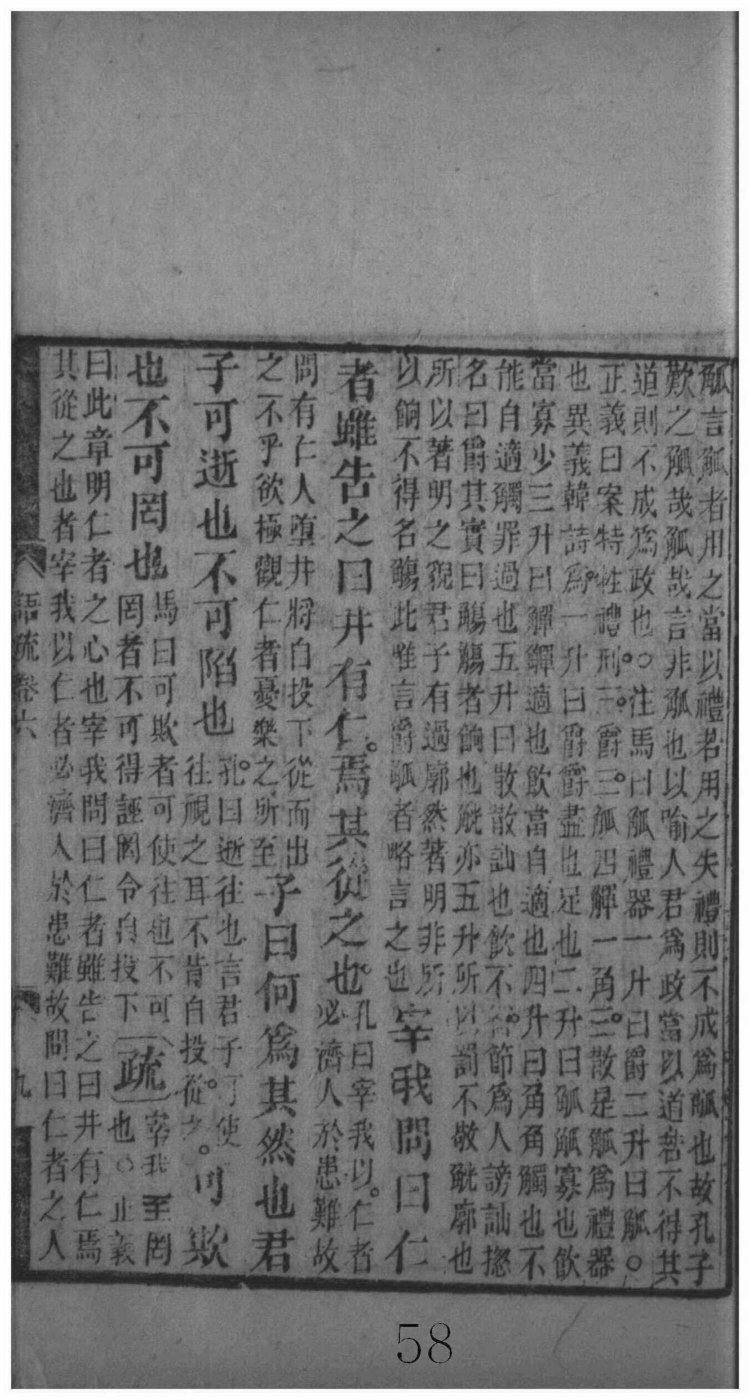 觚言觚者用之當以禮若用之失禮則不成爲觚也故孔子
歎之觚哉觚哉言非觚也以喻人君爲政當以道若不得其
道則不成爲政也○注馬曰觚禮器一升曰爵二升曰觚○
正義曰案特牲禮用二爵二觚四觶一角三散是觚爲禮器
也異義韓詩爲一升曰爵爵盡也足也二升曰觚觚寡也飲
當寡少三升曰觶觶適也飲當自適也四升曰角角觸也不
能自適觸罪過也五升曰散散訕也飲不 節爲人謗訕摠
名曰爵其實曰觴觴者餉也觥亦五升所以罰不敬觥廓也
所以著明之貌君子有過廓然著明非所
以餉不得名觴此唯言爵觚者略言之也
宰我問曰仁
者雖告之曰井有仁焉其從之也
孔曰宰我以仁者
必濟人於患難故
問有仁人墮井將自投下從而出
之不乎欲極觀仁者憂樂之所至
子曰何爲其然也君
子可逝也不可陷也
孔曰逝往也言君子可使
往視之耳不肯自投從之
可欺
也不可罔也
馬曰可欺者可使往也不可
罔者不可得誣罔令自投下
疏
宰我至罔
也○正義
曰此章明仁者之心也宰我問曰仁者雖告之曰井有仁焉
其從之也者宰我以仁者必濟人於患難故問曰仁者之人
語疏卷六
九
58